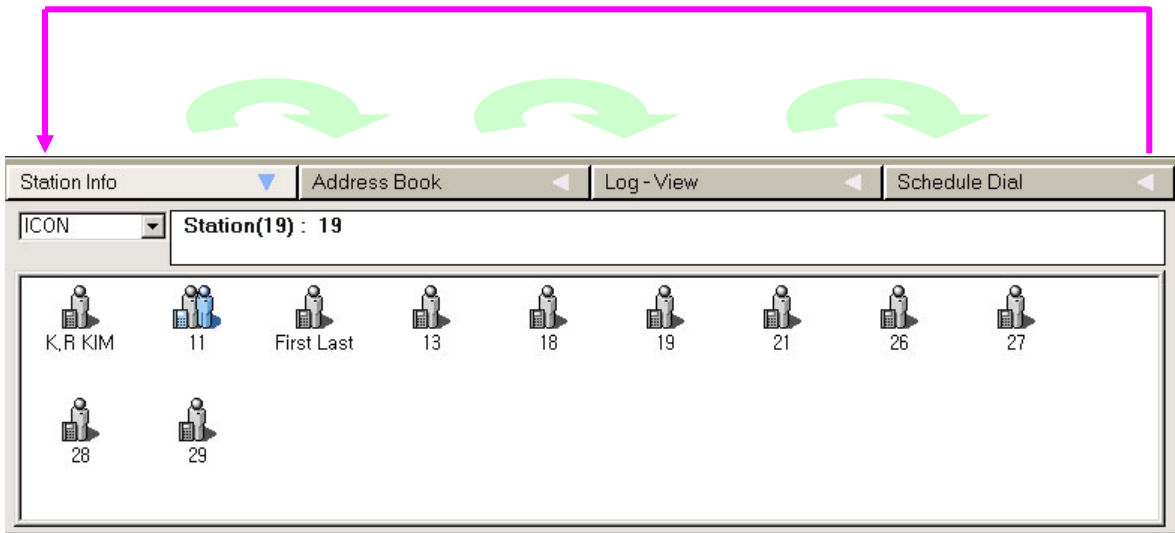 Station Info Address Book Log - View Schedule Dial
ICON Station(19) : 19
K,R KIM 11 First Last 13 18 19 21 26 27
28 29